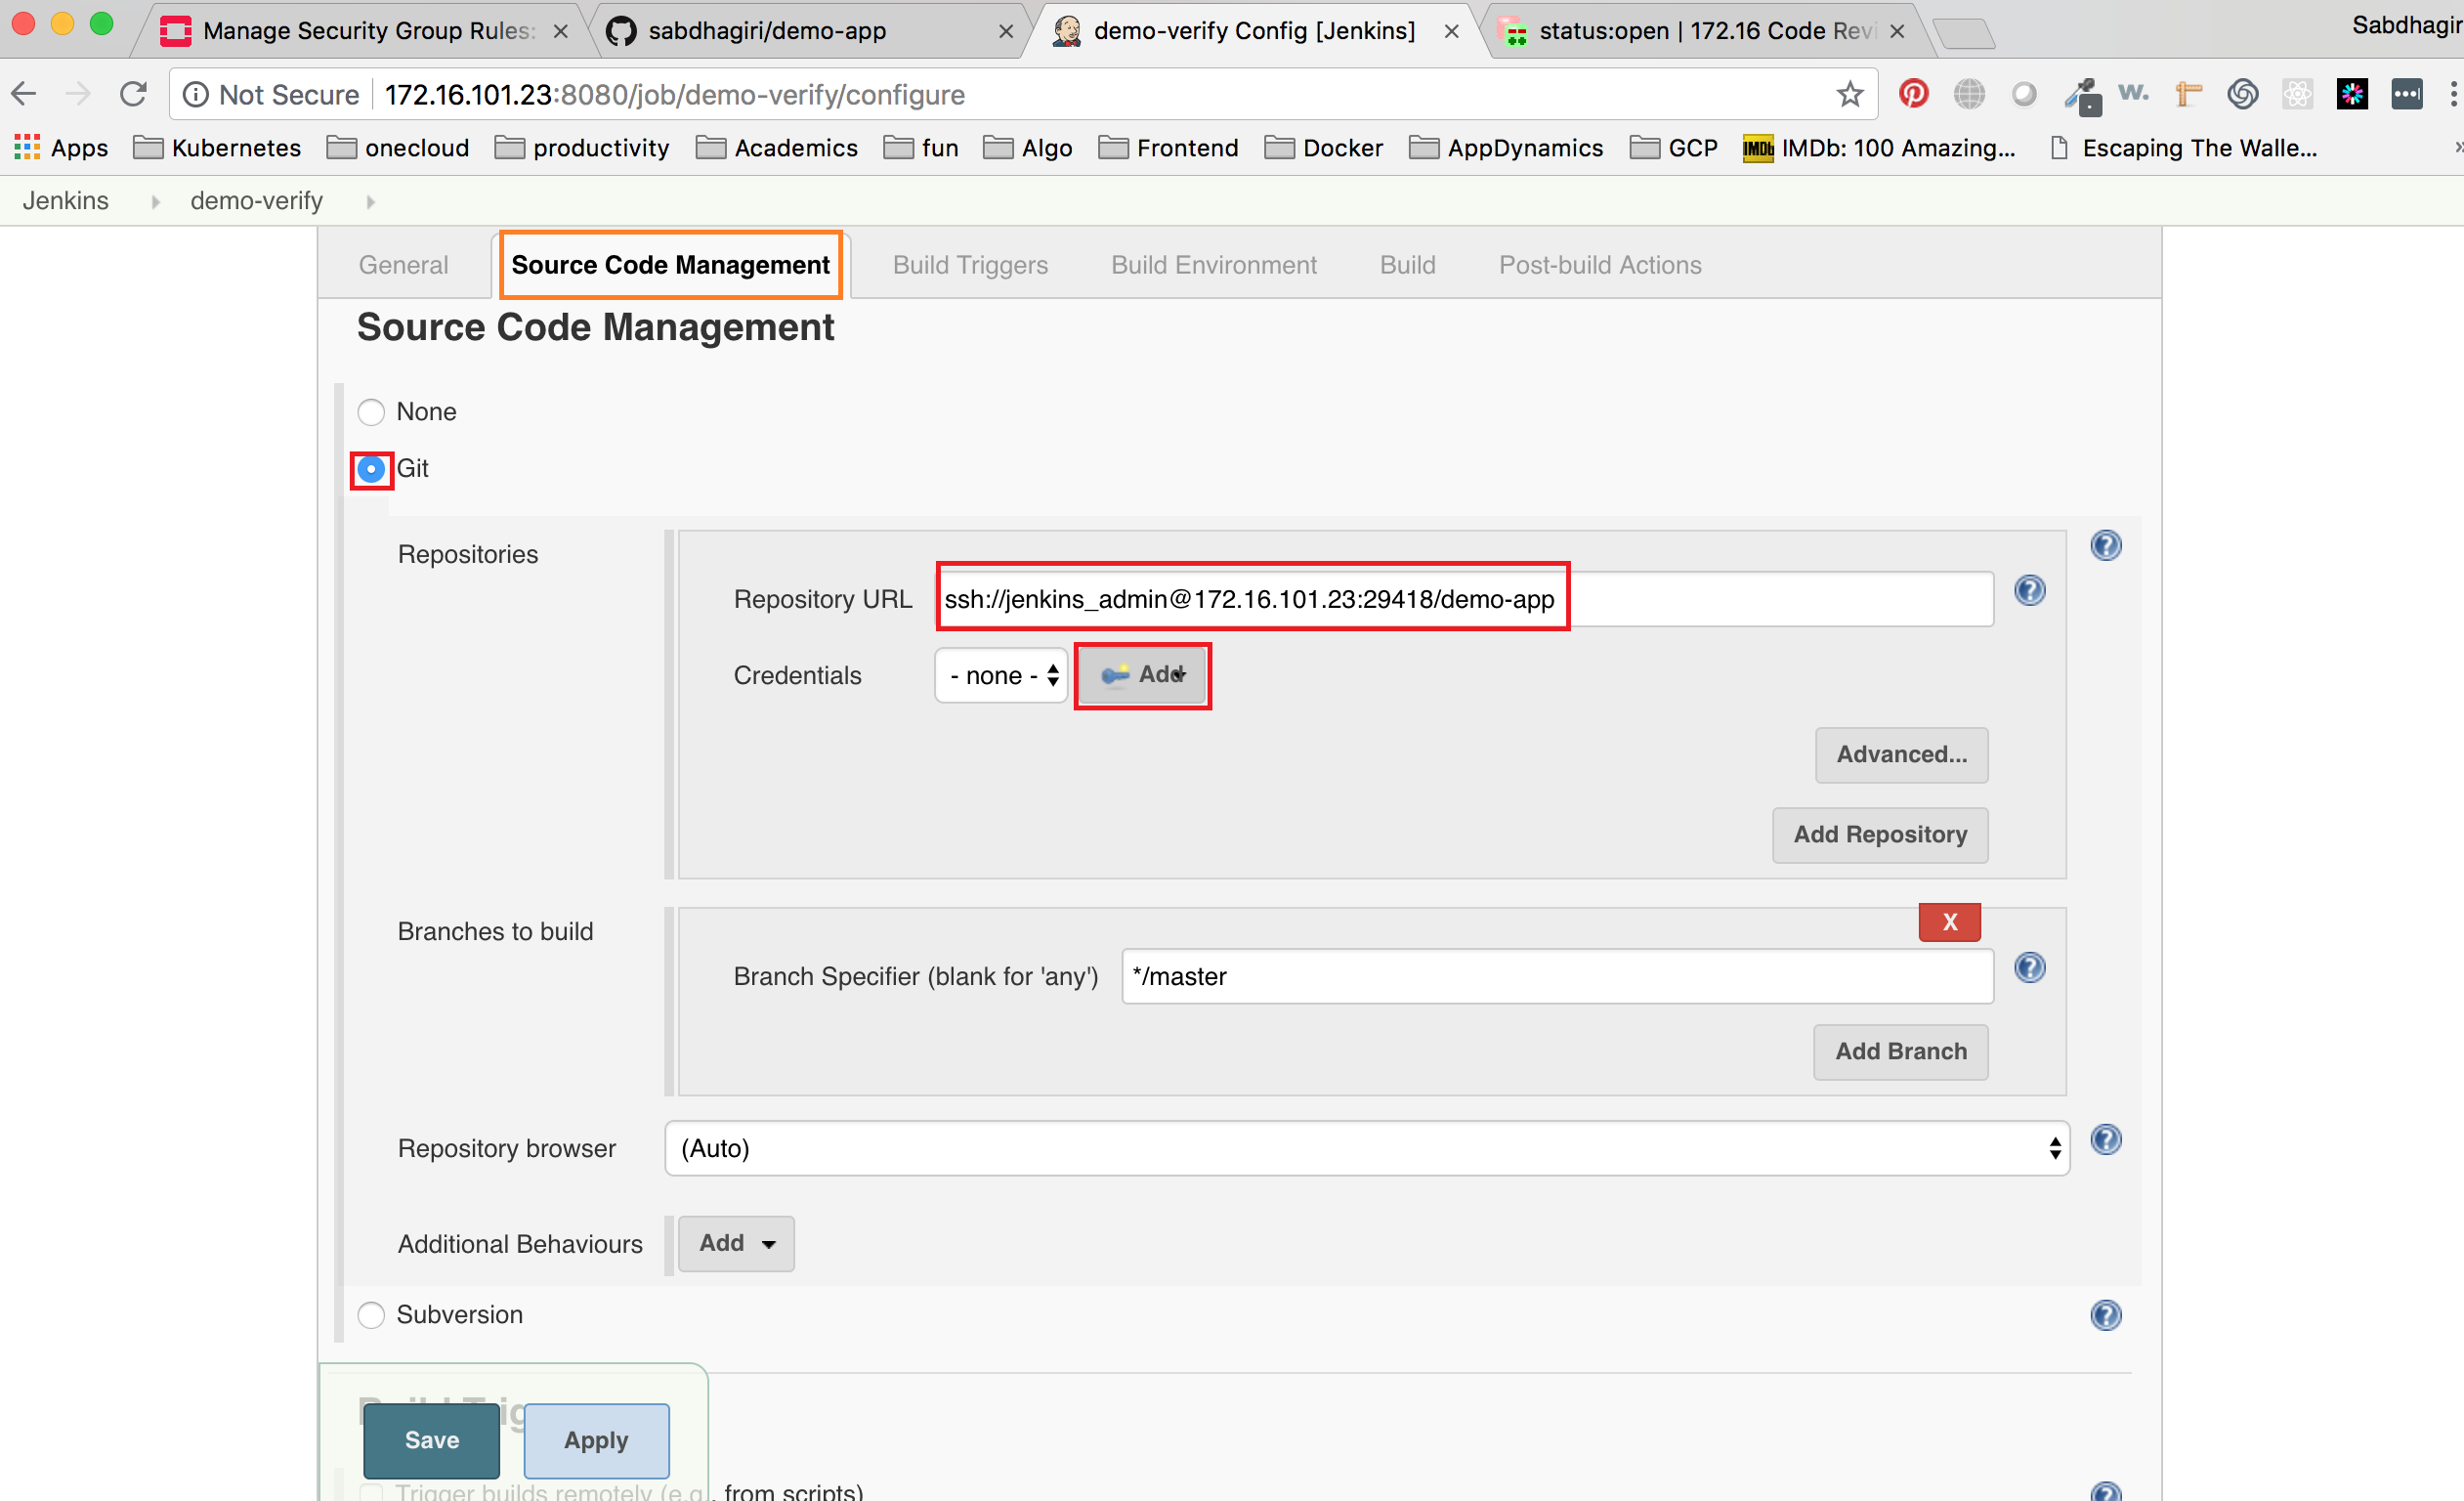 Manage Security Group Rules:
sabdhagiri/demo-app
demo-verify Config [Jenkins]
status:open | 172.16 Code Revi
Sabdhagir
Not Secure 172.16.101.23:8080/job/demo-verify/configure
w.
Apps Kubernetes onecloud productivity Academics fun Algo Frontend Docker AppDynamics GCP IMDb IMDb: 100 Amazing... Escaping The Walle... »
Jenkins demo-verify
General Source Code Management Build Triggers Build Environment Build Post-build Actions
Source Code Management
None
Git
Repositories
Repository URL ssh://jenkins_admin@172.16.101.23:29418/demo-app
Credentials - none - Add
Advanced...
Add Repository
Branches to build
X
Branch Specifier (blank for 'any') */master
Add Branch
Repository browser (Auto)
Additional Behaviours Add
Subversion
Save Apply
Trigger builds remotely (e.g., from scripts)